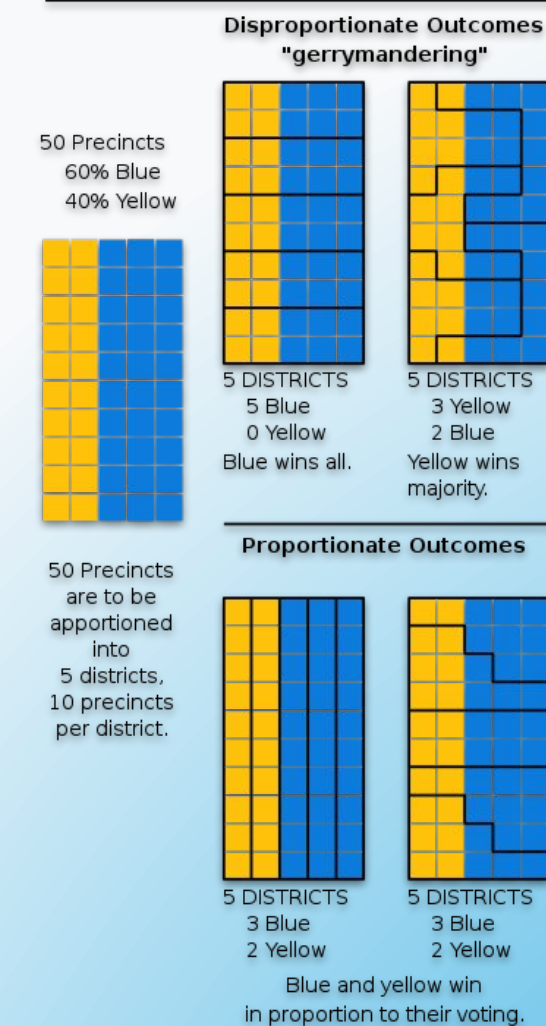 Disproportionate Outcomes
"gerrymandering"
50 Precincts
60% Blue
40% Yellow
5 DISTRICTS
5 Blue
0 Yellow
Blue wins all.
5 DISTRICTS
3 Yellow
2 Blue
Yellow wins
majority.
Proportionate Outcomes
50 Precincts
are to be
apportioned
into
5 districts,
10 precincts
per district.
5 DISTRICTS
3 Blue
2 Yellow
5 DISTRICTS
3 Blue
2 Yellow
Blue and yellow win
in proportion to their voting.